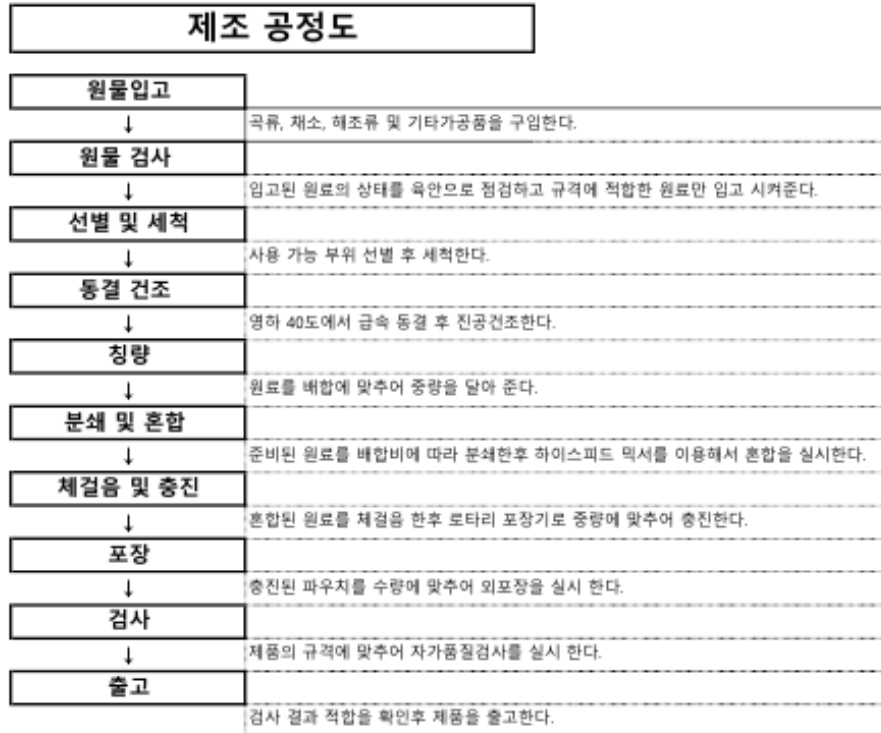 제조 공정도
원물입고
↓
곡류, 채소, 해조류 및 기타가공품을 구입한다.
원물 검사
↓
입고된 원료의 상태를 육안으로 점검하고 규격에 적합한 원료만 입고 시켜준다.
선별 및 세척
↓
사용 가능 부위 선별 후 세척한다.
동결 건조
↓
영하 40도에서 급속 동결 후 진공건조한다.
칭량
↓
원료를 배합에 맞추어 중량을 달아 준다.
분쇄 및 혼합
↓
준비된 원료를 배합비에 따라 분쇄한후 하이스피드 믹서를 이용해서 혼합을 실시한다.
체걸음 및 충진
↓
혼합된 원료를 체걸음 한후 로타리 포장기로 중량에 맞추어 충진한다.
포장
↓
충진된 파우치를 수량에 맞추어 외포장을 실시 한다.
검사
↓
제품의 규격에 맞추어 자가품질검사를 실시 한다.
출고
검사 결과 적합을 확인후 제품을 출고한다.